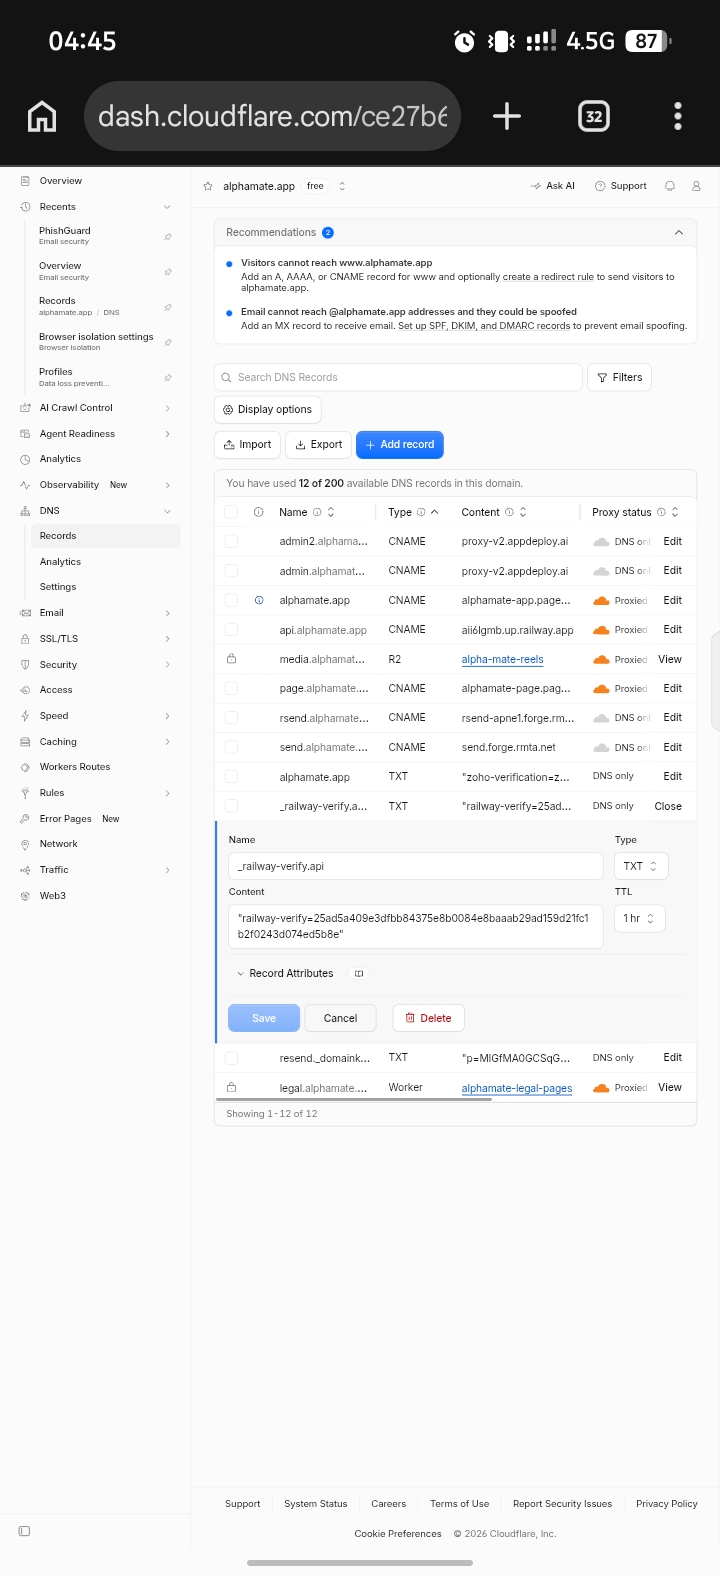 04:45
4.5G 87
dash.cloudflare.com/ce27b6
32
Overview
Recents
PhishGuard
Email security
Overview
Email security
Records
alphamate.app / DNS
Browser isolation settings
Browser isolation
Profiles
Data loss preventi...
AI Crawl Control
Agent Readiness
Analytics
Observability New
DNS
Records
Analytics
Settings
Email
SSL/TLS
Security
Access
Speed
Caching
Workers Routes
Rules
Error Pages New
Network
Traffic
Web3
alphamate.app free
Ask AI Support
Recommendations 2
Visitors cannot reach www.alphamate.app
Add an A, AAAA, or CNAME record for www and optionally create a redirect rule to send visitors to
alphamate.app.
Email cannot reach @alphamate.app addresses and they could be spoofed
Add an MX record to receive email. Set up SPF, DKIM, and DMARC records to prevent email spoofing.
Search DNS Records Filters
Display options
Import Export Add record
You have used 12 of 200 available DNS records in this domain.
Name Type Content Proxy status
admin2.alphama... CNAME proxy-v2.appdeploy.ai DNS onl Edit
admin.alphamat... CNAME proxy-v2.appdeploy.ai DNS onl Edit
alphamate.app CNAME alphamate-app.page... Proxied Edit
api.alphamate.app CNAME aii6lgmb.up.railway.app Proxied Edit
media.alphamat... R2 alpha-mate-reels Proxied View
page.alphamate.... CNAME alphamate-page.pag... Proxied Edit
rsend.alphamate... CNAME rsend-apne1.forge.rm... DNS onl Edit
send.alphamate.... CNAME send.forge.rmta.net DNS onl Edit
alphamate.app TXT "zoho-verification=z... DNS only Edit
_railway-verify.a... TXT "railway-verify=25ad... DNS only Close
Name Type
_railway-verify.api TXT
Content TTL
"railway-verify=25ad5a409e3dfbb84375e8b0084e8baaab29ad159d21fc1 1 hr
b2f0243d074ed5b8e"
Record Attributes
Save Cancel Delete
resend._domaink... TXT "p=MIGfMA0GCSqG... DNS only Edit
legal.alphamate.... Worker alphamate-legal-pages Proxied View
Showing 1-12 of 12
Support System Status Careers Terms of Use Report Security Issues Privacy Policy
Cookie Preferences © 2026 Cloudflare, Inc.